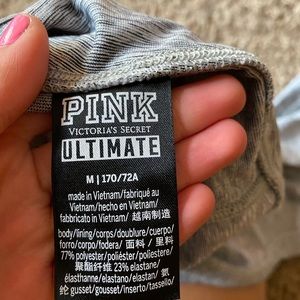 PINK
VICTORIA'S SECRET
ULTIMATE
M | 170/72A
made in Vietnam/fabriqué au
Vietnam/hecho en Vietnam/
fabbricato in Vietnam/ 越南制造
body/lining/corps/doublure/cuerpo/
forro/corpo/fodera/ 面料 / 里料
77% polyester/poliéster/poliestere/
聚酯纤维 23% elastane/
élasthanne/elastano/elastan/ 氨
纶 gusset/gousset/inserto/tassello/